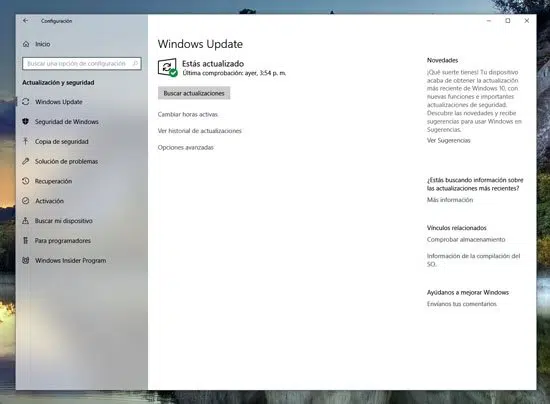 Configuración
Inicio
Buscar una opción de configuración
Actualización y seguridad
Windows Update
Seguridad de Windows
Copia de seguridad
Solución de problemas
Recuperación
Activación
Buscar mi dispositivo
Para programadores
Windows Insider Program
Windows Update
Estás actualizado
Última comprobación: ayer, 3:54 p. m.
Buscar actualizaciones
Cambiar horas activas
Ver historial de actualizaciones
Opciones avanzadas
Novedades
¡Qué suerte tienes! Tu dispositivo
acaba de obtener la actualización
más reciente de Windows 10, con
nuevas funciones e importantes
actualizaciones de seguridad.
Descubre las novedades y recibe
sugerencias para usar Windows en
Sugerencias.
Ver Sugerencias
¿Estás buscando información sobre
las actualizaciones más recientes?
Más información
Vínculos relacionados
Comprobar almacenamiento
Información de la compilación del
SO.
Ayúdanos a mejorar Windows
Envíanos tus comentarios